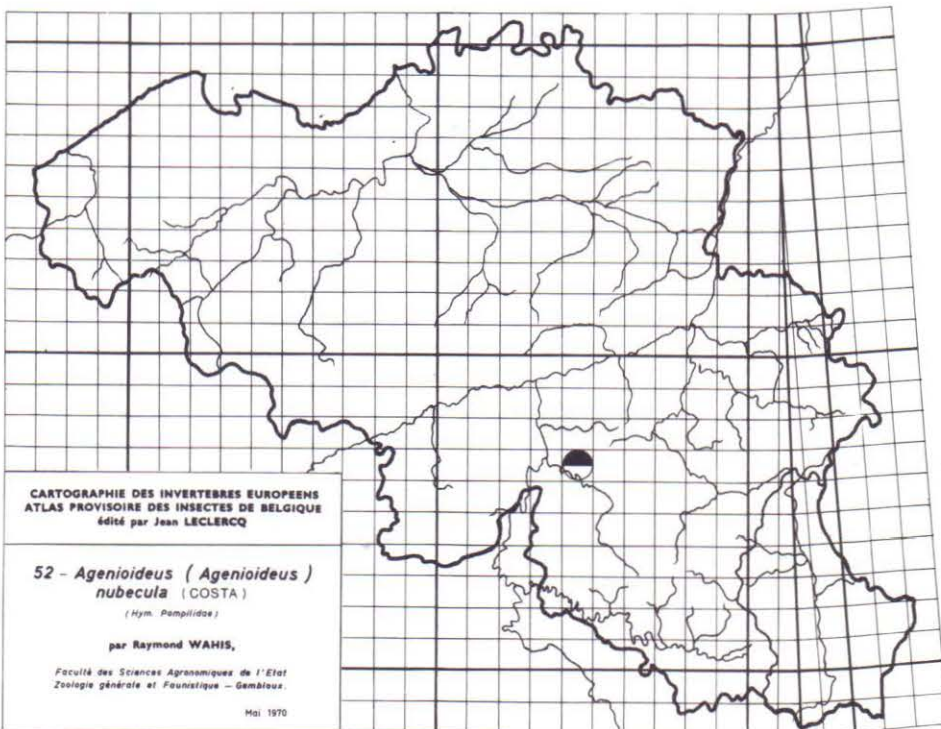 CARTOGRAPHIE DES INVERTEBRES EUROPEENS
ATLAS PROVISOIRE DES INSECTES DE BELGIQUE
édité par Jean LECLERCQ
52 – Agenioideus ( Agenioideus )
nubecula (COSTA)
(Hym. Pompilidae)
par Raymond WAHIS,
Faculté des Sciences Agronomiques de l'Etat
Zoologie générale et Faunistique – Gembloux.
Mai 1970